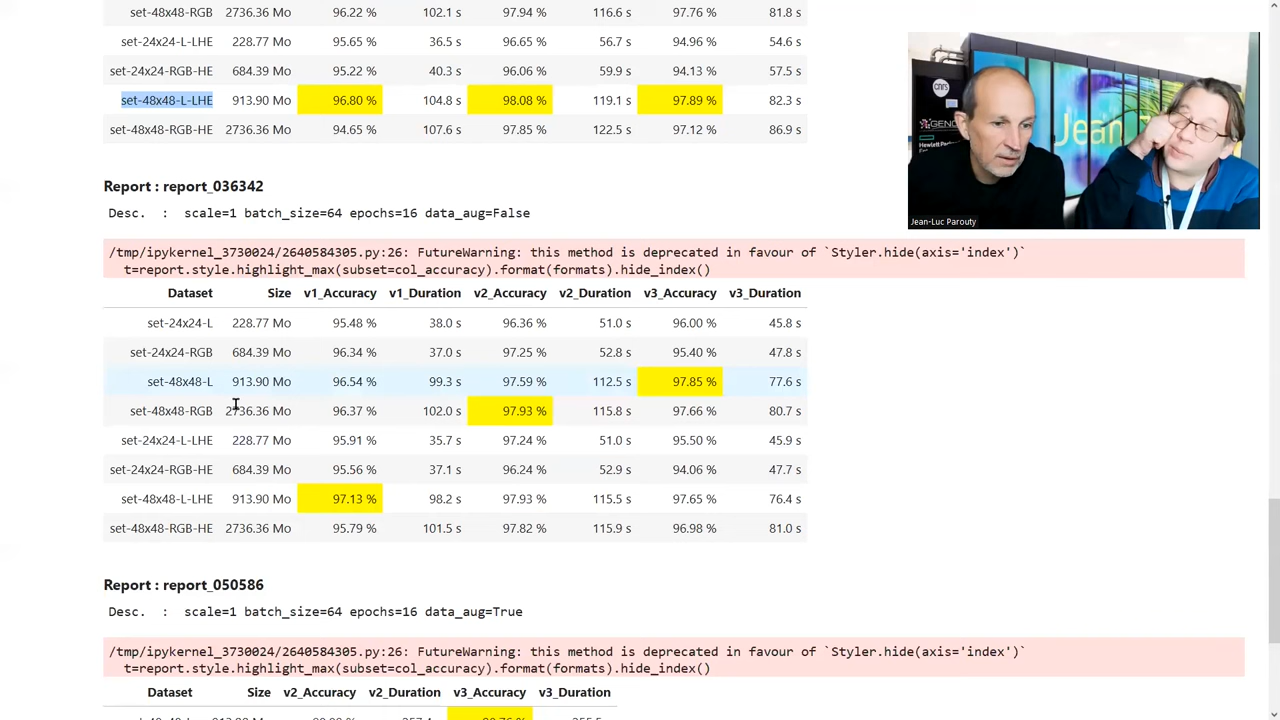 set-48x48-RGB 2736.36 Mo 96.22 % 102.1 s 97.94 % 116.6 s 97.76 % 81.8 s
set-24x24-L-LHE 228.77 Mo 95.65 % 36.5 s 96.65 % 56.7 s 94.96 % 54.6 s
set-24x24-RGB-HE 684.39 Mo 95.22 % 40.3 s 96.06 % 59.9 s 94.13 % 57.5 s
set-48x48-L-LHE 913.90 Mo 96.80 % 104.8 s 98.08 % 119.1 s 97.89 % 82.3 s
set-48x48-RGB-HE 2736.36 Mo 94.65 % 107.6 s 97.85 % 122.5 s 97.12 % 86.9 s
cnrs
GENCI
Hewlett Packard
Jean
Jean-Luc Parouty
Report : report_036342
Desc. : scale=1 batch_size=64 epochs=16 data_aug=False
/tmp/ipykernel_3730024/2640584305.py:26: FutureWarning: this method is deprecated in favour of `Styler.hide(axis='index')`
t=report.style.highlight_max(subset=col_accuracy).format(formats).hide_index()
Dataset Size v1_Accuracy v1_Duration v2_Accuracy v2_Duration v3_Accuracy v3_Duration
set-24x24-L 228.77 Mo 95.48 % 38.0 s 96.36 % 51.0 s 96.00 % 45.8 s
set-24x24-RGB 684.39 Mo 96.34 % 37.0 s 97.25 % 52.8 s 95.40 % 47.8 s
set-48x48-L 913.90 Mo 96.54 % 99.3 s 97.59 % 112.5 s 97.85 % 77.6 s
set-48x48-RGB 2736.36 Mo 96.37 % 102.0 s 97.93 % 115.8 s 97.66 % 80.7 s
set-24x24-L-LHE 228.77 Mo 95.91 % 35.7 s 97.24 % 51.0 s 95.50 % 45.9 s
set-24x24-RGB-HE 684.39 Mo 95.56 % 37.1 s 96.24 % 52.9 s 94.06 % 47.7 s
set-48x48-L-LHE 913.90 Mo 97.13 % 98.2 s 97.93 % 115.5 s 97.65 % 76.4 s
set-48x48-RGB-HE 2736.36 Mo 95.79 % 101.5 s 97.82 % 115.9 s 96.98 % 81.0 s
Report : report_050586
Desc. : scale=1 batch_size=64 epochs=16 data_aug=True
/tmp/ipykernel_3730024/2640584305.py:26: FutureWarning: this method is deprecated in favour of `Styler.hide(axis='index')`
t=report.style.highlight_max(subset=col_accuracy).format(formats).hide_index()
Dataset Size v2_Accuracy v2_Duration v3_Accuracy v3_Duration